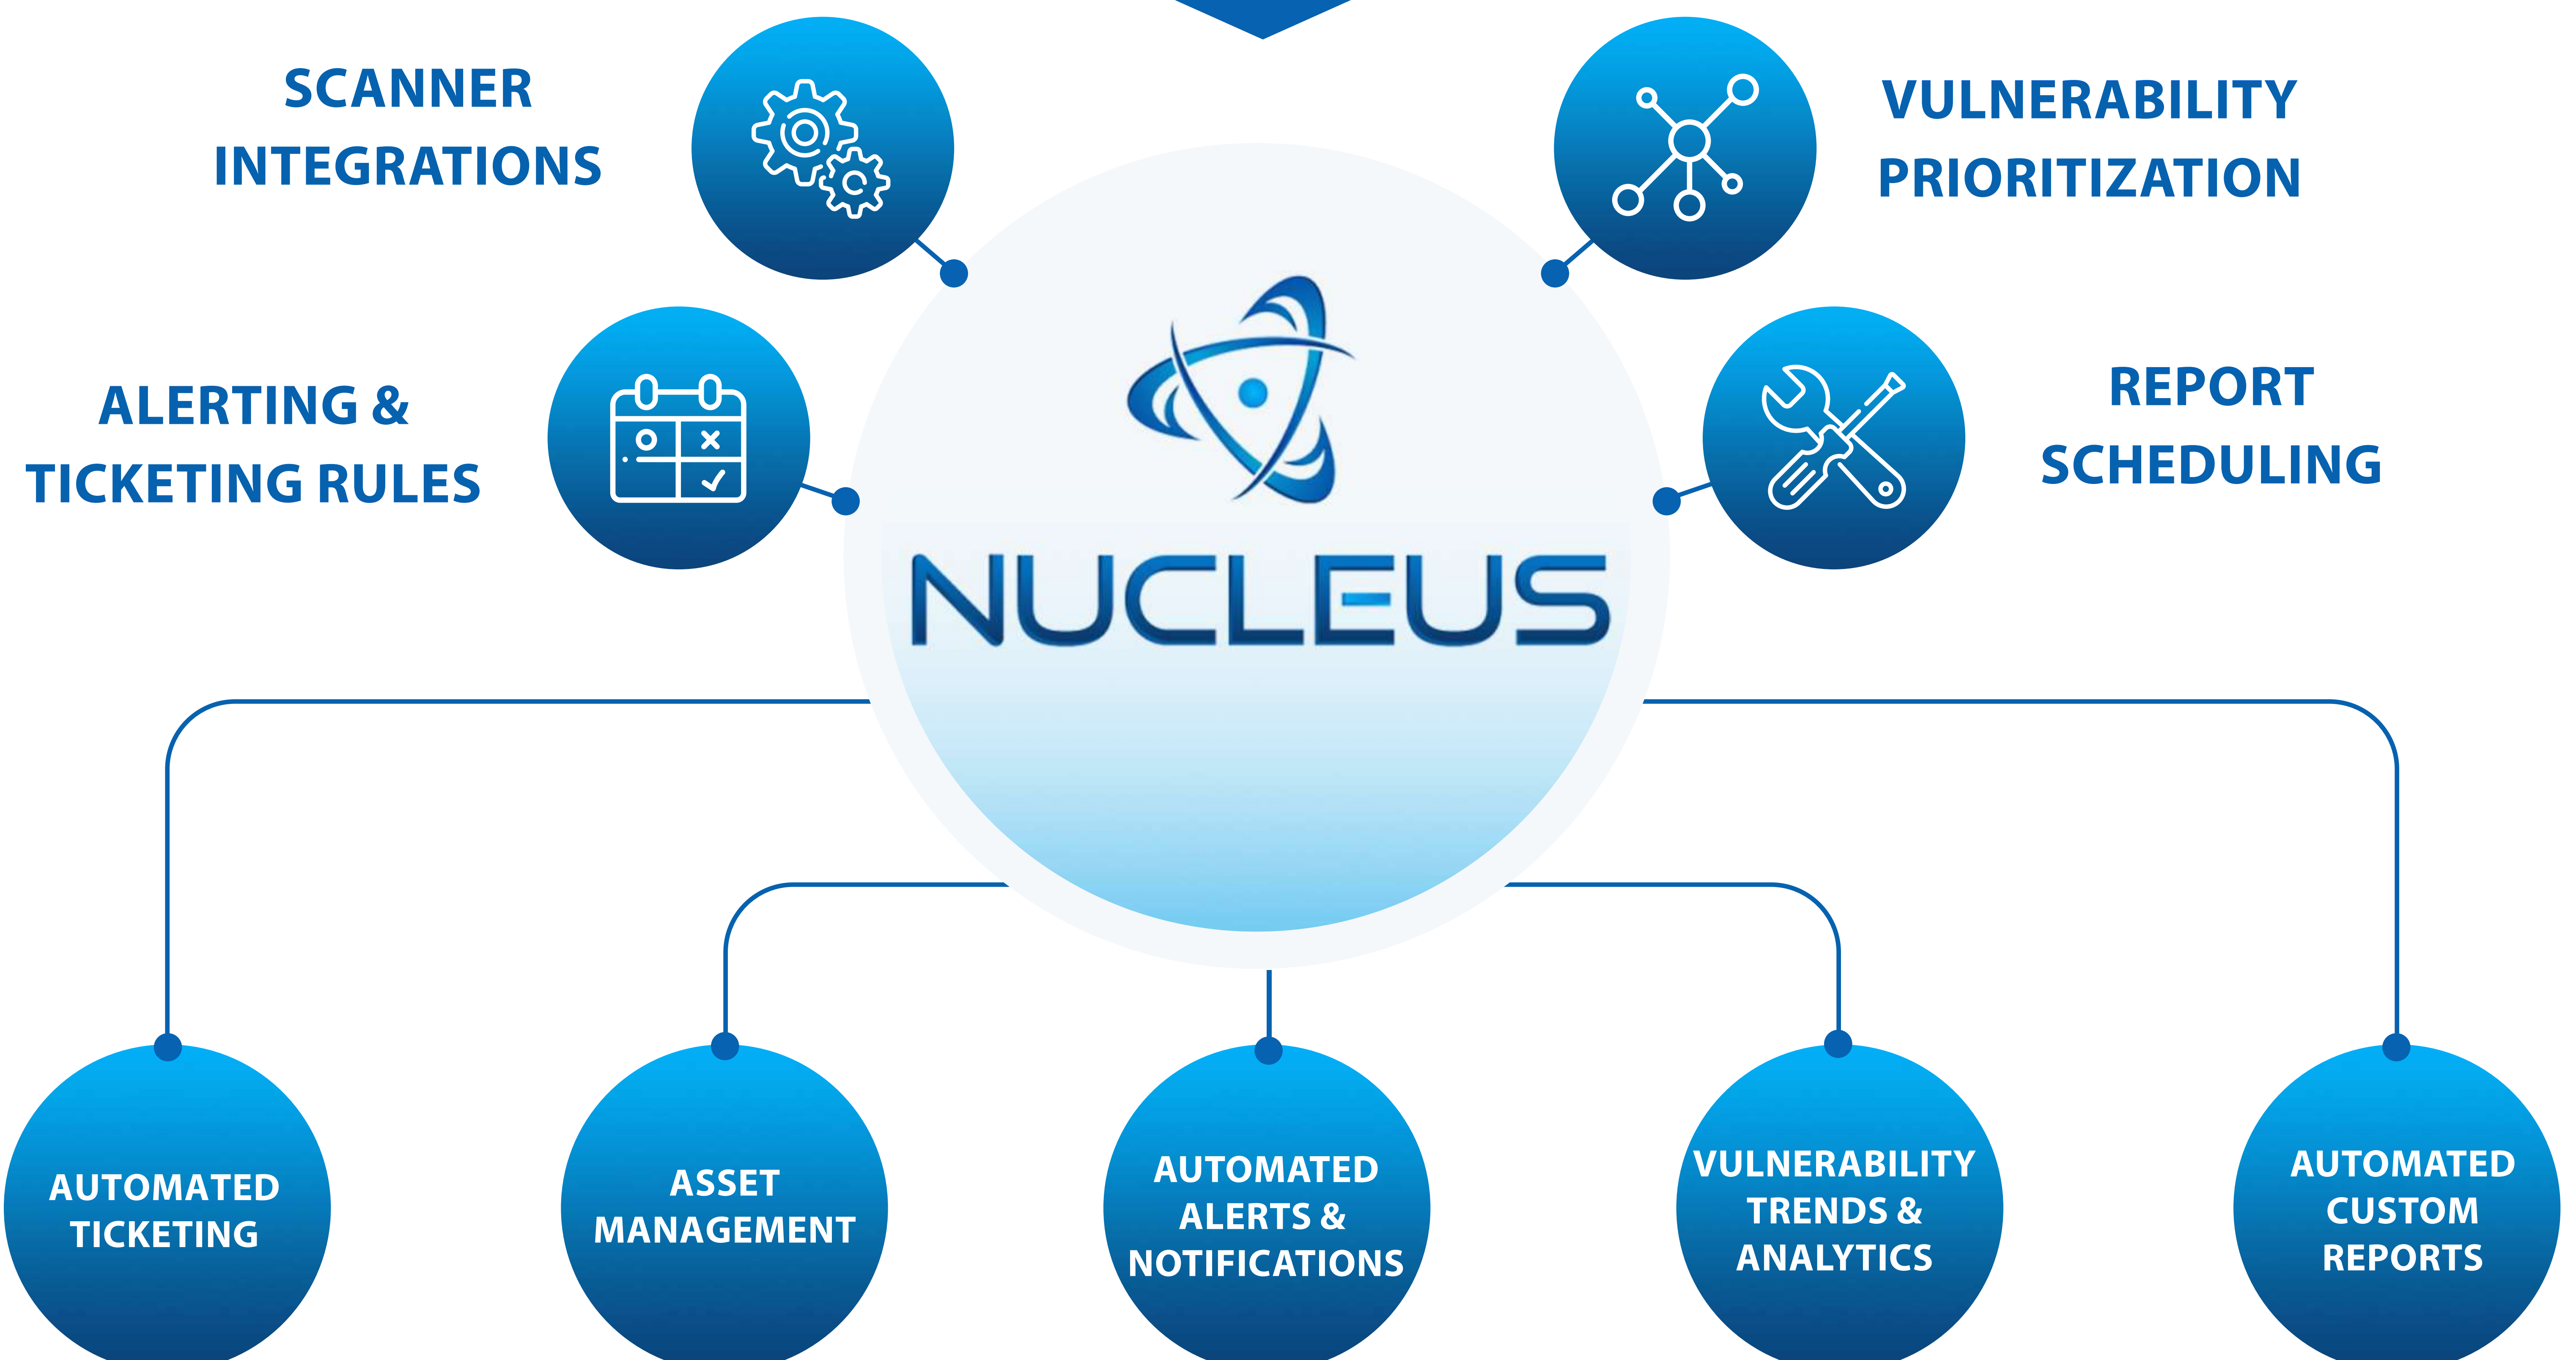 SCANNER
INTEGRATIONS
VULNERABILITY
PRIORITIZATION
ALERTING &
TICKETING RULES
REPORT
SCHEDULING
NUCLEUS
AUTOMATED
TICKETING
ASSET
MANAGEMENT
AUTOMATED
ALERTS &
NOTIFICATIONS
VULNERABILITY
TRENDS &
ANALYTICS
AUTOMATED
CUSTOM
REPORTS